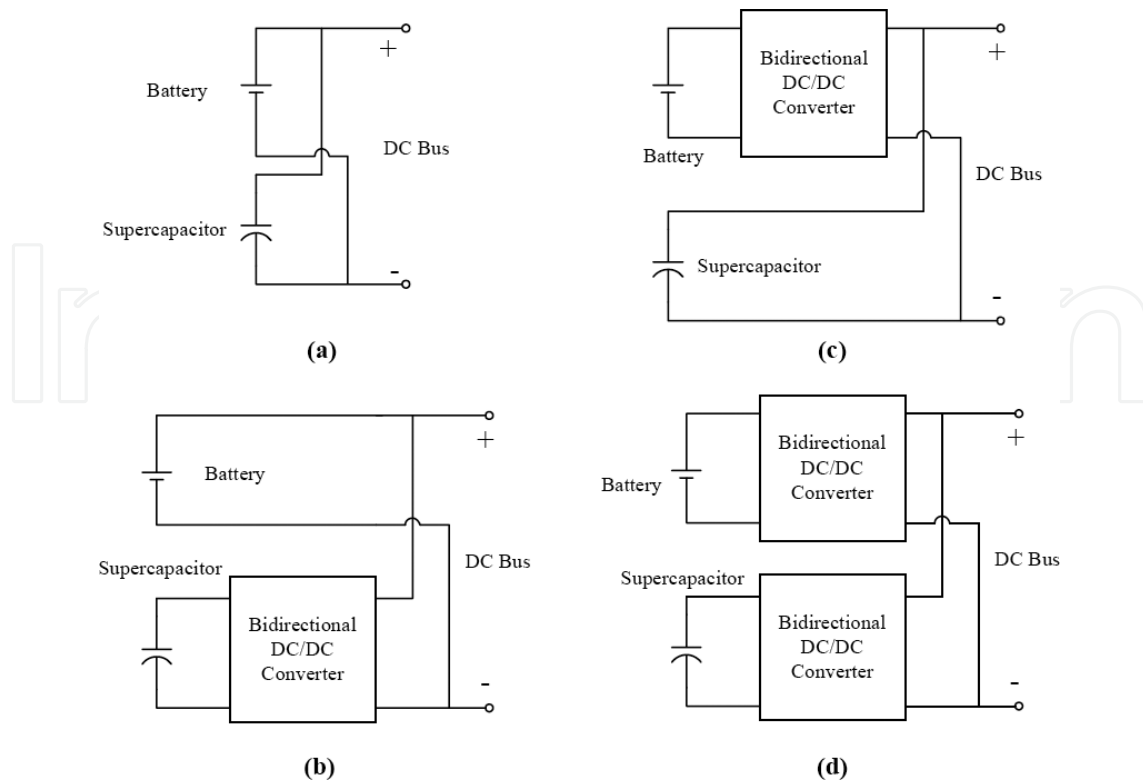 +
Battery
DC Bus
Supercapacitor
-
(a)
Bidirectional
DC/DC
Converter
+
Battery
DC Bus
Supercapacitor
-
(c)
+
Battery
DC Bus
Supercapacitor
Bidirectional
DC/DC
Converter
-
(b)
Bidirectional
DC/DC
Converter
+
Battery
DC Bus
Supercapacitor
Bidirectional
DC/DC
Converter
-
(d)